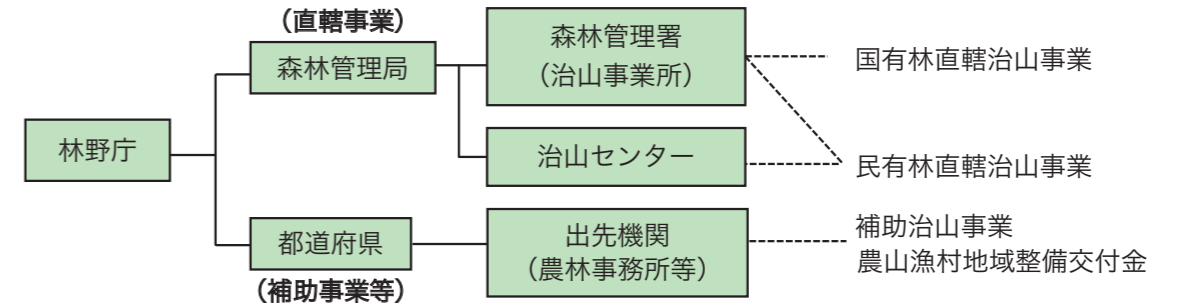 （直轄事業）
森林管理署
（治山事業所）
国有林直轄治山事業
森林管理局
林野庁
治山センター
民有林直轄治山事業
都道府県
出先機関
（農林事務所等）
補助治山事業
農山漁村地域整備交付金
（補助事業等）